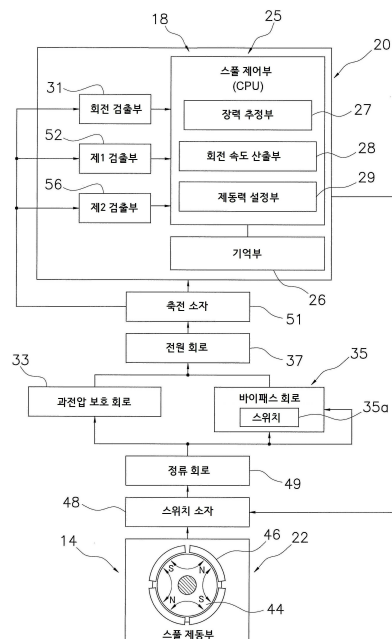 18
25
20
31
회전 검출부
스풀 제어부
(CPU)
장력 추정부
27
52
제1 검출부
회전 속도 산출부
28
56
제2 검출부
제동력 설정부
29
기억부
26
축전 소자
51
전원 회로
37
33
35
과전압 보호 회로
바이패스 회로
스위치
35a
정류 회로
49
48
스위치 소자
14
46
22
S
N
N
S
44
스풀 제동부